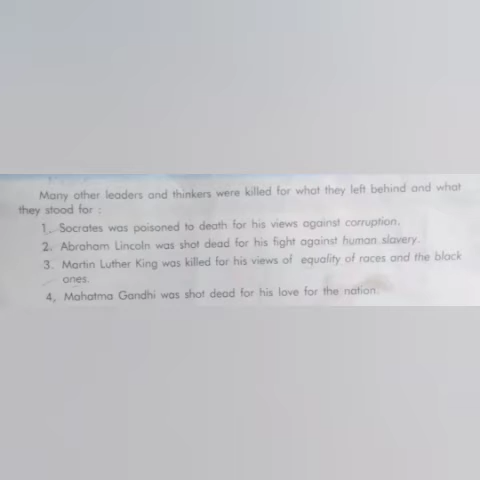 Many other leaders and thinkers were killed for what they left behind and what
they stood for :
1. Socrates was poisoned to death for his views against corruption.
2. Abraham Lincoln was shot dead for his fight against human slavery.
3. Martin Luther King was killed for his views of equality of races and the black
ones.
4. Mahatma Gandhi was shot dead for his love for the nation.